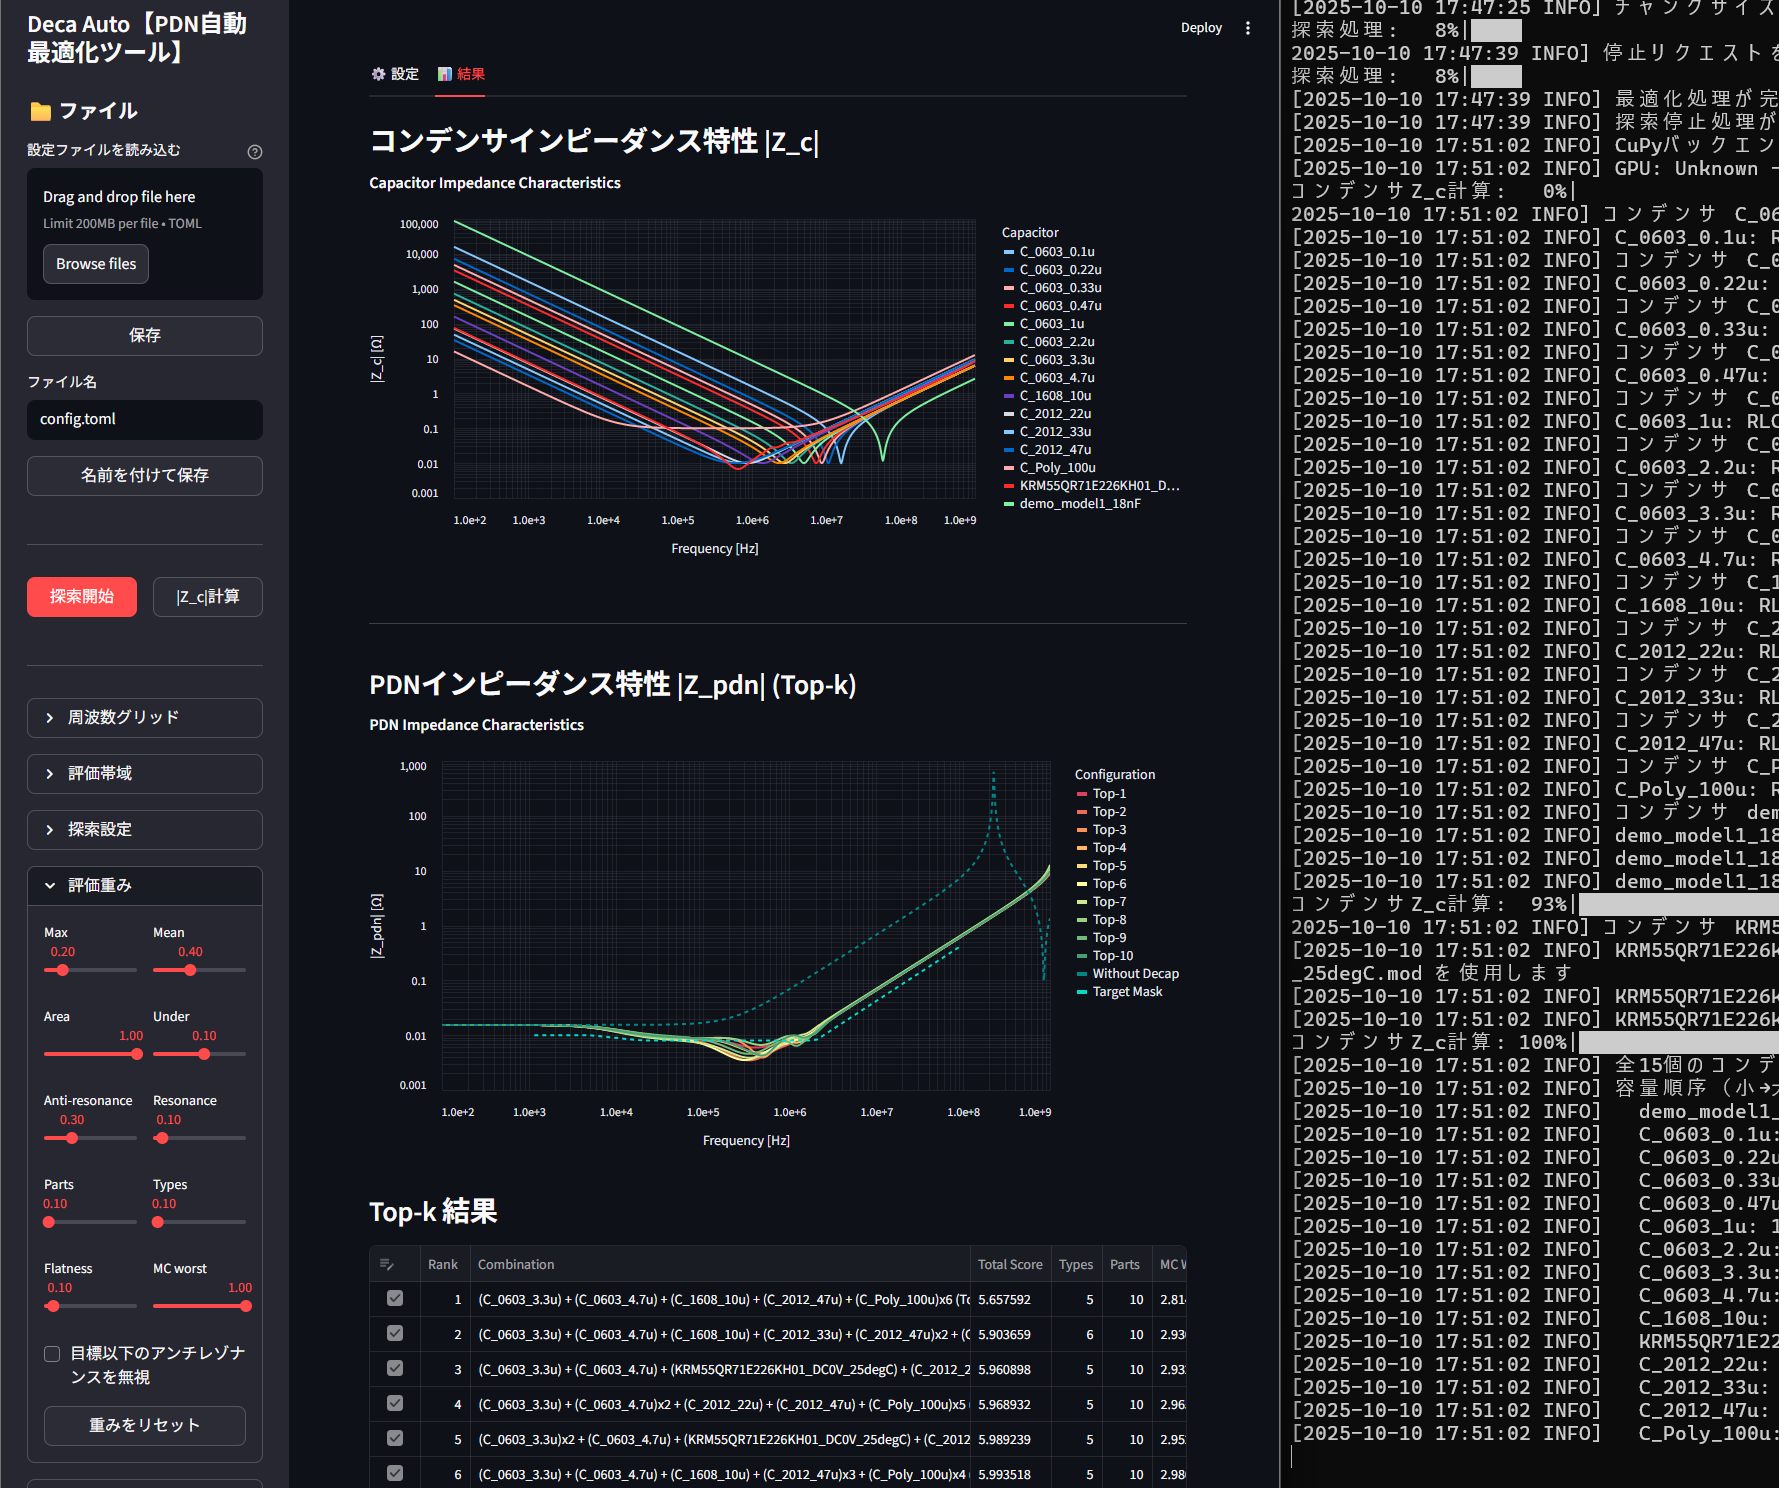 Deca Auto【PDN自動
最適化ツール】
ファイル
設定ファイルを読み込む
Drag and drop file here
Limit 200MB per file • TOML
Browse files
保存
ファイル名
config.toml
名前を付けて保存
探索開始
|Z_c|計算
周波数グリッド
評価帯域
探索設定
評価重み
Max
0.20
Mean
0.40
Area
1.00
Under
0.10
Anti-resonance
0.30
Resonance
0.10
Parts
0.10
Types
0.10
Flatness
0.10
MC worst
1.00
目標以下のアンチレゾナ
ンスを無視
重みをリセット
Deploy
設定
結果
コンデンサインピーダンス特性 |Z_c|
Capacitor Impedance Characteristics
100,000
10,000
1,000
100
10
1
0.1
0.01
0.001
|Z_c| [Ω]
1.0e+2 1.0e+3 1.0e+4 1.0e+5 1.0e+6 1.0e+7 1.0e+8 1.0e+9
Frequency [Hz]
Capacitor
C_0603_0.1u
C_0603_0.22u
C_0603_0.33u
C_0603_0.47u
C_0603_1u
C_0603_2.2u
C_0603_3.3u
C_0603_4.7u
C_1608_10u
C_2012_22u
C_2012_33u
C_2012_47u
C_Poly_100u
KRM55QR71E226KH01_D...
demo_model1_18nF
PDNインピーダンス特性 |Z_pdn| (Top-k)
PDN Impedance Characteristics
1,000
100
10
1
0.1
0.01
0.001
|Z_pdn| [Ω]
1.0e+2 1.0e+3 1.0e+4 1.0e+5 1.0e+6 1.0e+7 1.0e+8 1.0e+9
Frequency [Hz]
Configuration
Top-1
Top-2
Top-3
Top-4
Top-5
Top-6
Top-7
Top-8
Top-9
Top-10
Without Decap
Target Mask
Top-k 結果
Rank Combination Total Score Types Parts MC
1 (C_0603_3.3u) + (C_0603_4.7u) + (C_1608_10u) + (C_2012_47u) + (C_Poly_100u)x6 (To 5.657592 5 10 2.81
2 (C_0603_3.3u) + (C_0603_4.7u) + (C_1608_10u) + (C_2012_33u) + (C_2012_47u)x2 + (C 5.903659 6 10 2.93
3 (C_0603_3.3u) + (C_0603_4.7u) + (KRM55QR71E226KH01_DC0V_25degC) + (C_2012_2 5.960898 5 10 2.93
4 (C_0603_3.3u) + (C_0603_4.7u)x2 + (C_2012_22u) + (C_2012_47u) + (C_Poly_100u)x5 5.968932 5 10 2.96
5 (C_0603_3.3u)x2 + (C_0603_4.7u) + (KRM55QR71E226KH01_DC0V_25degC) + (C_2012 5.989239 5 10 2.95
6 (C_0603_3.3u) + (C_0603_4.7u) + (C_1608_10u) + (C_2012_47u)x3 + (C_Poly_100u)x4 5.993518 5 10 2.98
[2025-10-10 17:47:25 INFO] チャンクサイズ
探索処理: 8%|
2025-10-10 17:47:39 INFO] 停止リクエストを
探索処理: 8%|
[2025-10-10 17:47:39 INFO] 最適化処理が完
[2025-10-10 17:47:39 INFO] 探索停止処理が
[2025-10-10 17:51:02 INFO] CuPyバックエン
[2025-10-10 17:51:02 INFO] GPU: Unknown -
コンデンサZ_c計算: 0%|
2025-10-10 17:51:02 INFO] コンデンサ C_06
[2025-10-10 17:51:02 INFO] C_0603_0.1u: R
[2025-10-10 17:51:02 INFO] コンデンサ C_0
[2025-10-10 17:51:02 INFO] C_0603_0.22u:
[2025-10-10 17:51:02 INFO] コンデンサ C_0
[2025-10-10 17:51:02 INFO] C_0603_0.33u:
[2025-10-10 17:51:02 INFO] コンデンサ C_0
[2025-10-10 17:51:02 INFO] C_0603_0.47u:
[2025-10-10 17:51:02 INFO] コンデンサ C_0
[2025-10-10 17:51:02 INFO] C_0603_1u: RLC
[2025-10-10 17:51:02 INFO] コンデンサ C_0
[2025-10-10 17:51:02 INFO] C_0603_2.2u: R
[2025-10-10 17:51:02 INFO] コンデンサ C_0
[2025-10-10 17:51:02 INFO] C_0603_3.3u: R
[2025-10-10 17:51:02 INFO] コンデンサ C_0
[2025-10-10 17:51:02 INFO] C_0603_4.7u: R
[2025-10-10 17:51:02 INFO] コンデンサ C_1
[2025-10-10 17:51:02 INFO] C_1608_10u: RL
[2025-10-10 17:51:02 INFO] コンデンサ C_2
[2025-10-10 17:51:02 INFO] C_2012_22u: RL
[2025-10-10 17:51:02 INFO] コンデンサ C_2
[2025-10-10 17:51:02 INFO] C_2012_33u: RL
[2025-10-10 17:51:02 INFO] コンデンサ C_2
[2025-10-10 17:51:02 INFO] C_2012_47u: RL
[2025-10-10 17:51:02 INFO] コンデンサ C_P
[2025-10-10 17:51:02 INFO] C_Poly_100u: R
[2025-10-10 17:51:02 INFO] コンデンサ dem
[2025-10-10 17:51:02 INFO] demo_model1_18
[2025-10-10 17:51:02 INFO] demo_model1_18
[2025-10-10 17:51:02 INFO] demo_model1_18
コンデンサZ_c計算: 93%|
2025-10-10 17:51:02 INFO] コンデンサ KRM5
[2025-10-10 17:51:02 INFO] KRM55QR71E226K
_25degC.mod を使用します
[2025-10-10 17:51:02 INFO] KRM55QR71E226K
[2025-10-10 17:51:02 INFO] KRM55QR71E226K
コンデンサZ_c計算: 100%|
[2025-10-10 17:51:02 INFO] 全15個のコンデ
[2025-10-10 17:51:02 INFO] 容量順序（小→大
[2025-10-10 17:51:02 INFO] demo_model1_
[2025-10-10 17:51:02 INFO] C_0603_0.1u:
[2025-10-10 17:51:02 INFO] C_0603_0.22u
[2025-10-10 17:51:02 INFO] C_0603_0.33u
[2025-10-10 17:51:02 INFO] C_0603_0.47u
[2025-10-10 17:51:02 INFO] C_0603_1u: 1
[2025-10-10 17:51:02 INFO] C_0603_2.2u:
[2025-10-10 17:51:02 INFO] C_0603_3.3u:
[2025-10-10 17:51:02 INFO] C_0603_4.7u:
[2025-10-10 17:51:02 INFO] C_1608_10u:
[2025-10-10 17:51:02 INFO] KRM55QR71E22
[2025-10-10 17:51:02 INFO] C_2012_22u:
[2025-10-10 17:51:02 INFO] C_2012_33u:
[2025-10-10 17:51:02 INFO] C_2012_47u:
[2025-10-10 17:51:02 INFO] C_Poly_100u: